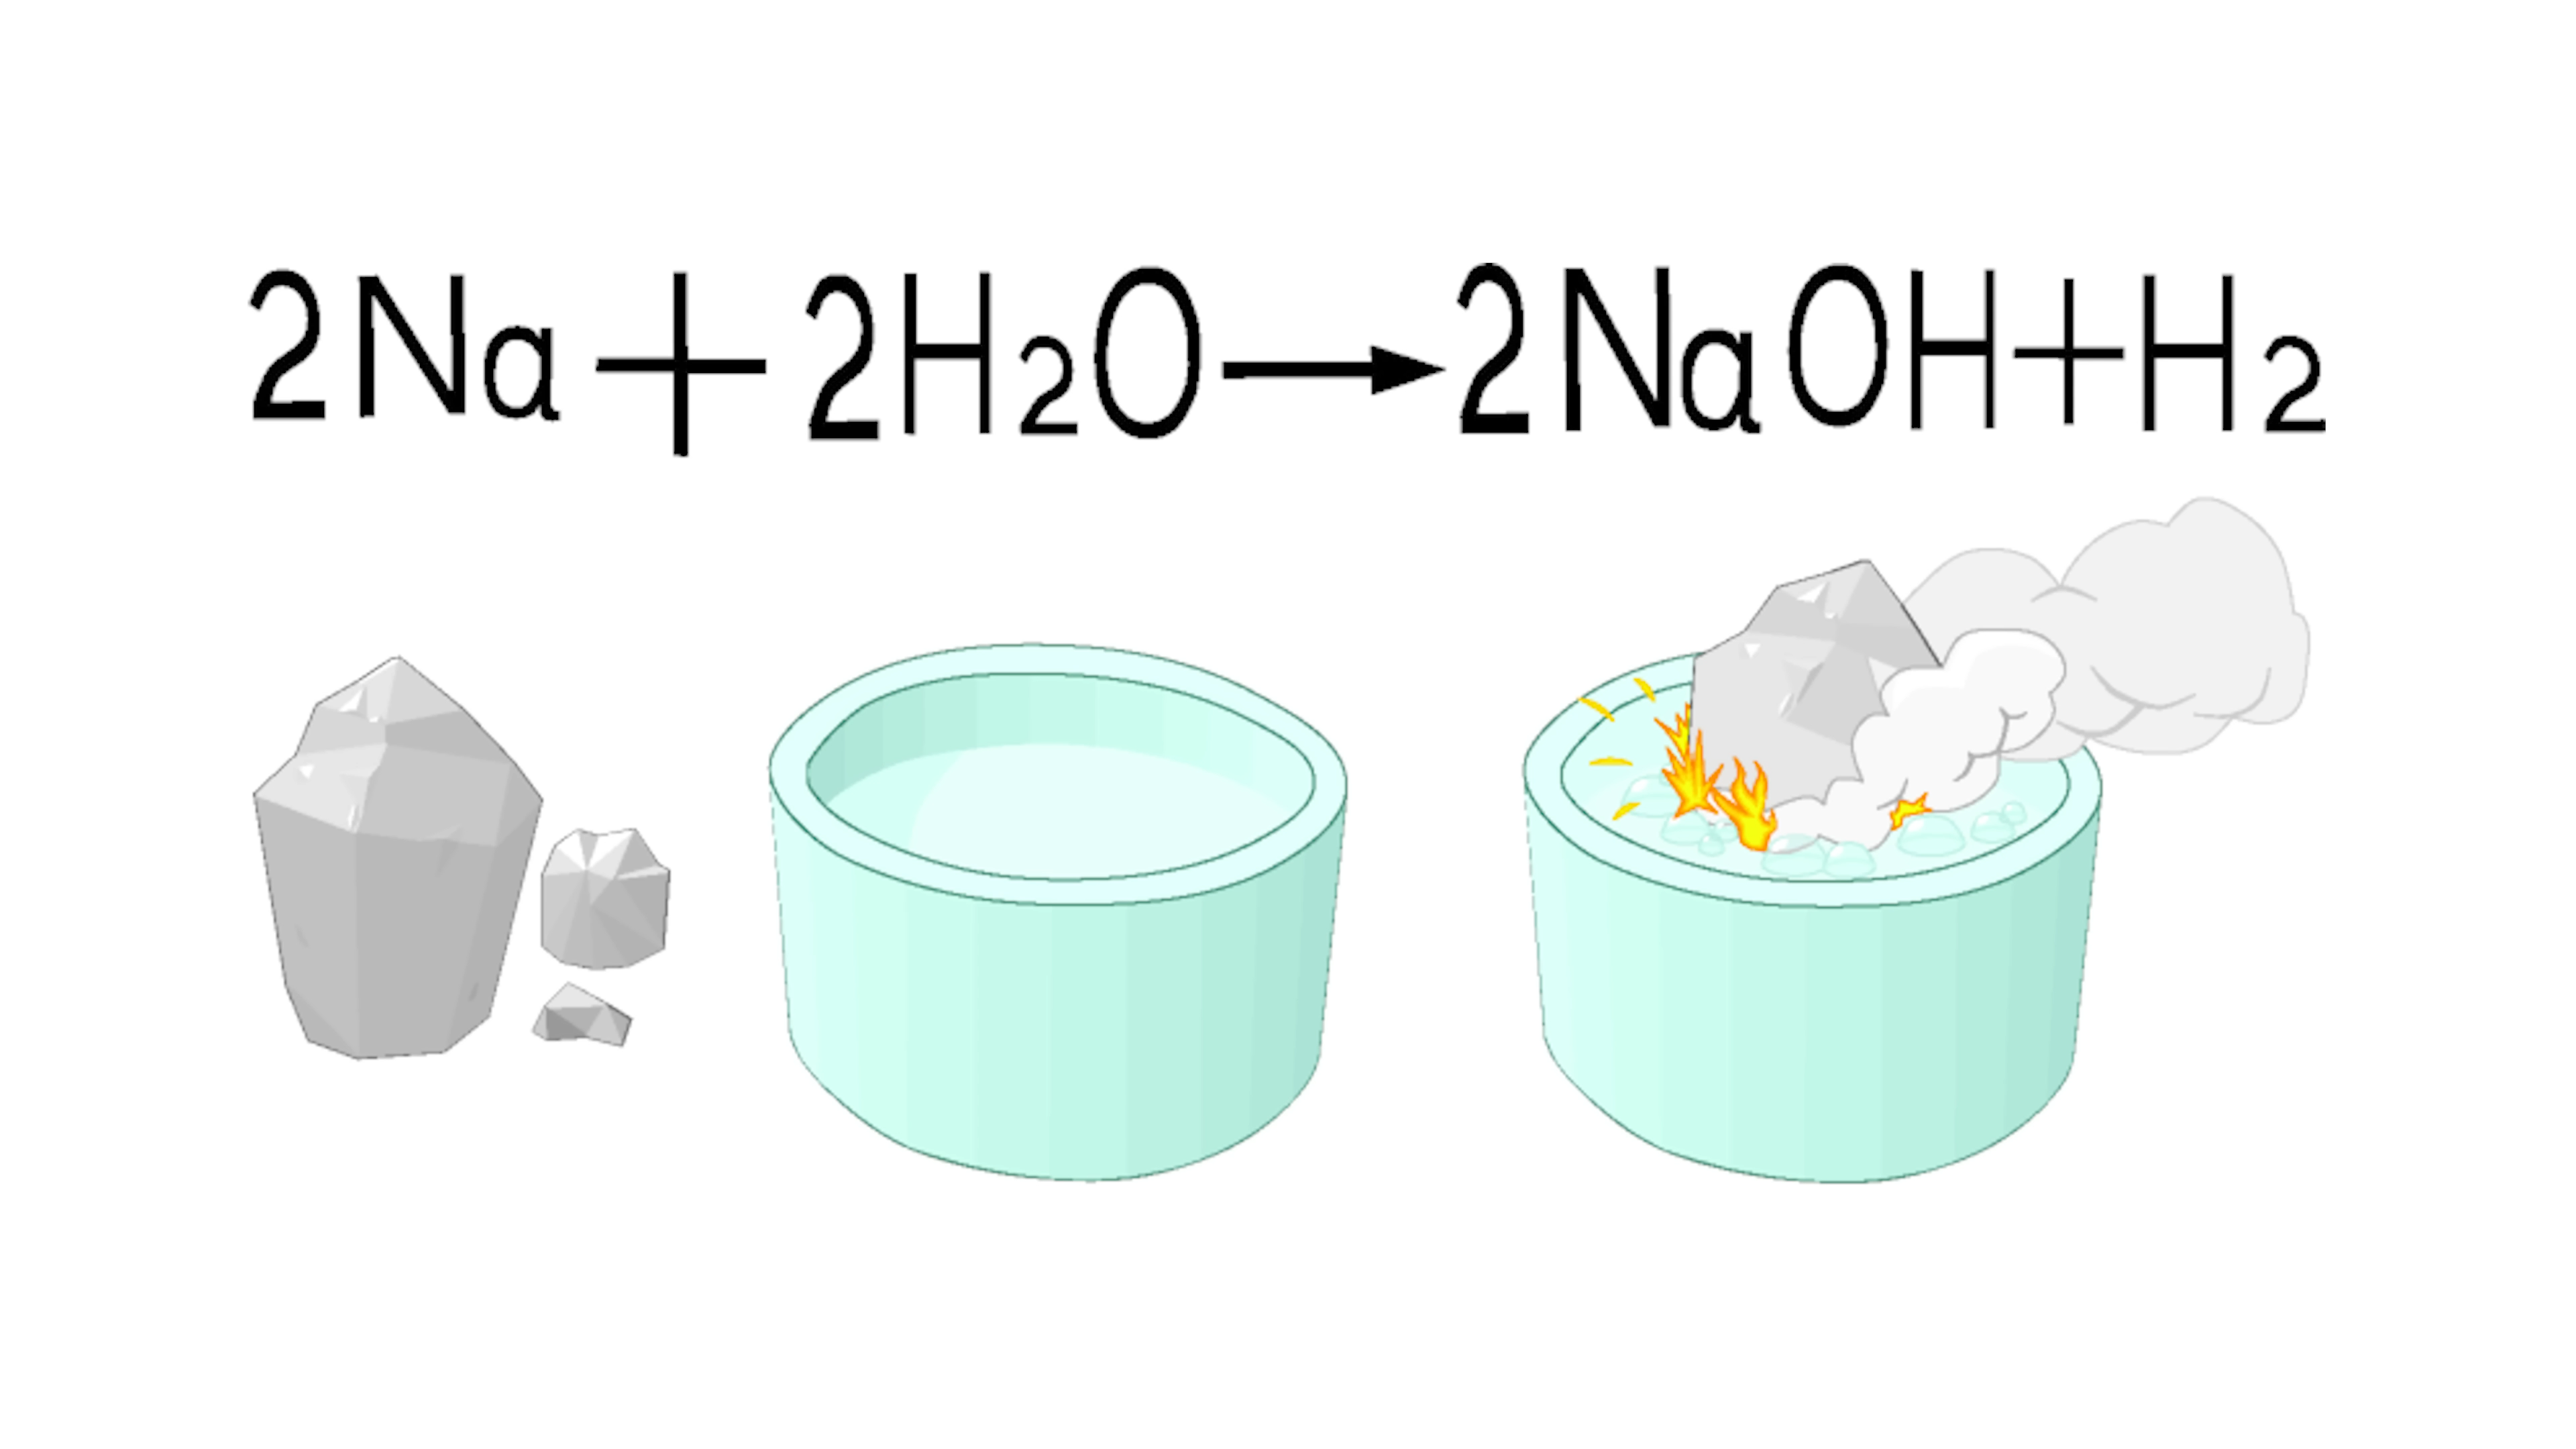 2Na + 2H₂O → 2NaOH + H₂